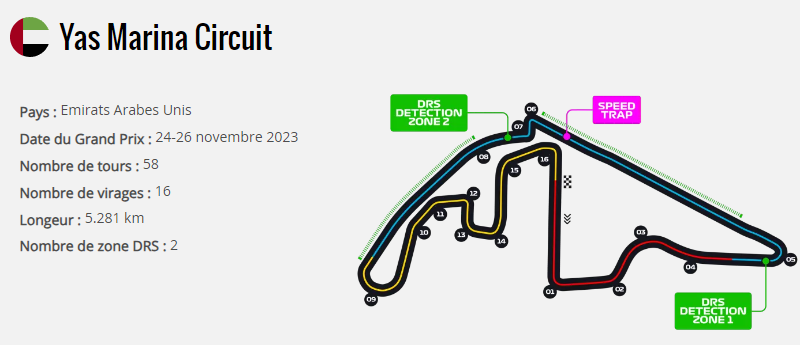 Yas Marina Circuit
Pays : Emirats Arabes Unis
Date du Grand Prix : 24-26 novembre 2023
Nombre de tours : 58
Nombre de virages : 16
Longeur : 5.281 km
Nombre de zone DRS : 2
DRS
DETECTION
ZONE 2
SPEED
TRAP
06
07
08
16
15
12
11
10
13
14
09
03
04
05
01
02
DRS
DETECTION
ZONE 1